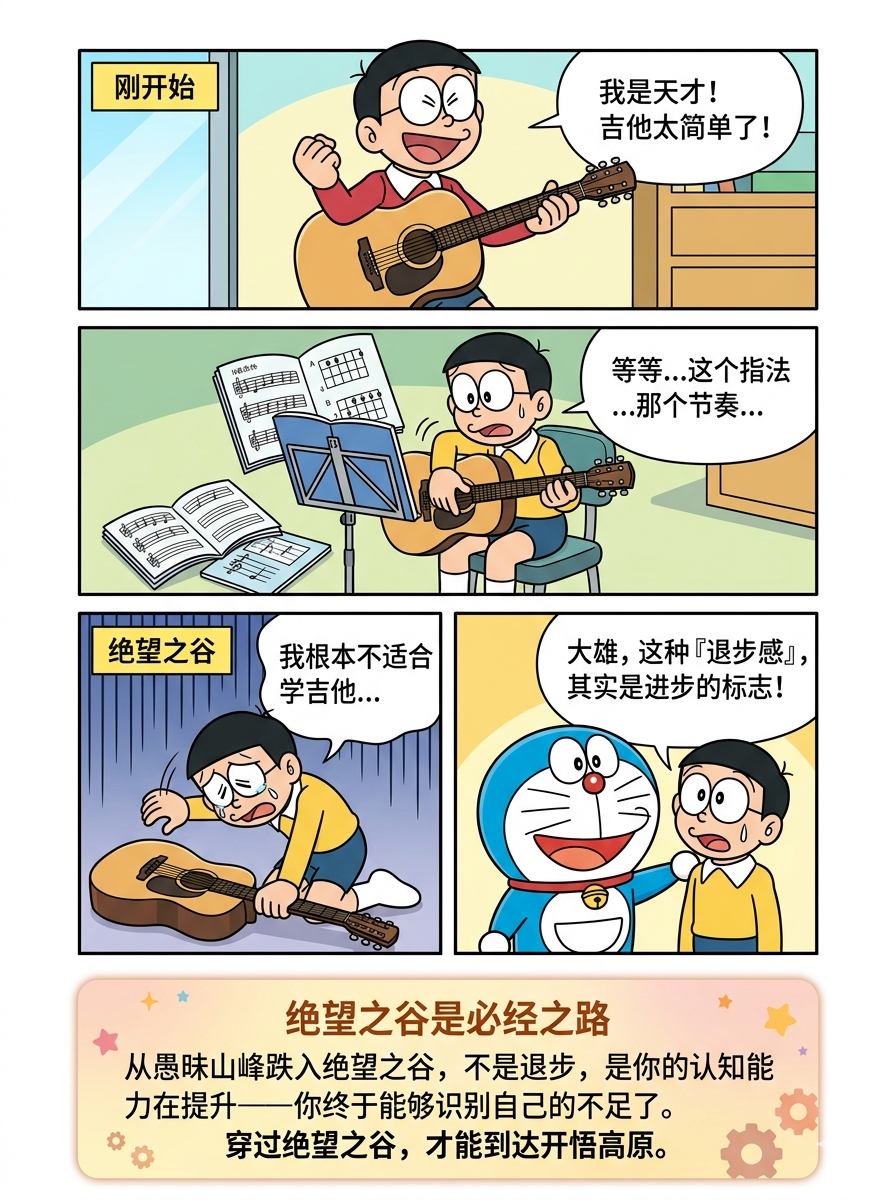 刚开始
我是天才！
吉他太简单了！
等等...这个指法
...那个节奏...
A
B
绝望之谷
我根本不适合
学吉他...
大雄，这种『退步感』，
其实是进步的标志！
绝望之谷是必经之路
从愚昧山峰跌入绝望之谷，不是退步，是你的认知能
力在提升——你终于能够识别自己的不足了。
穿过绝望之谷，才能到达开悟高原。